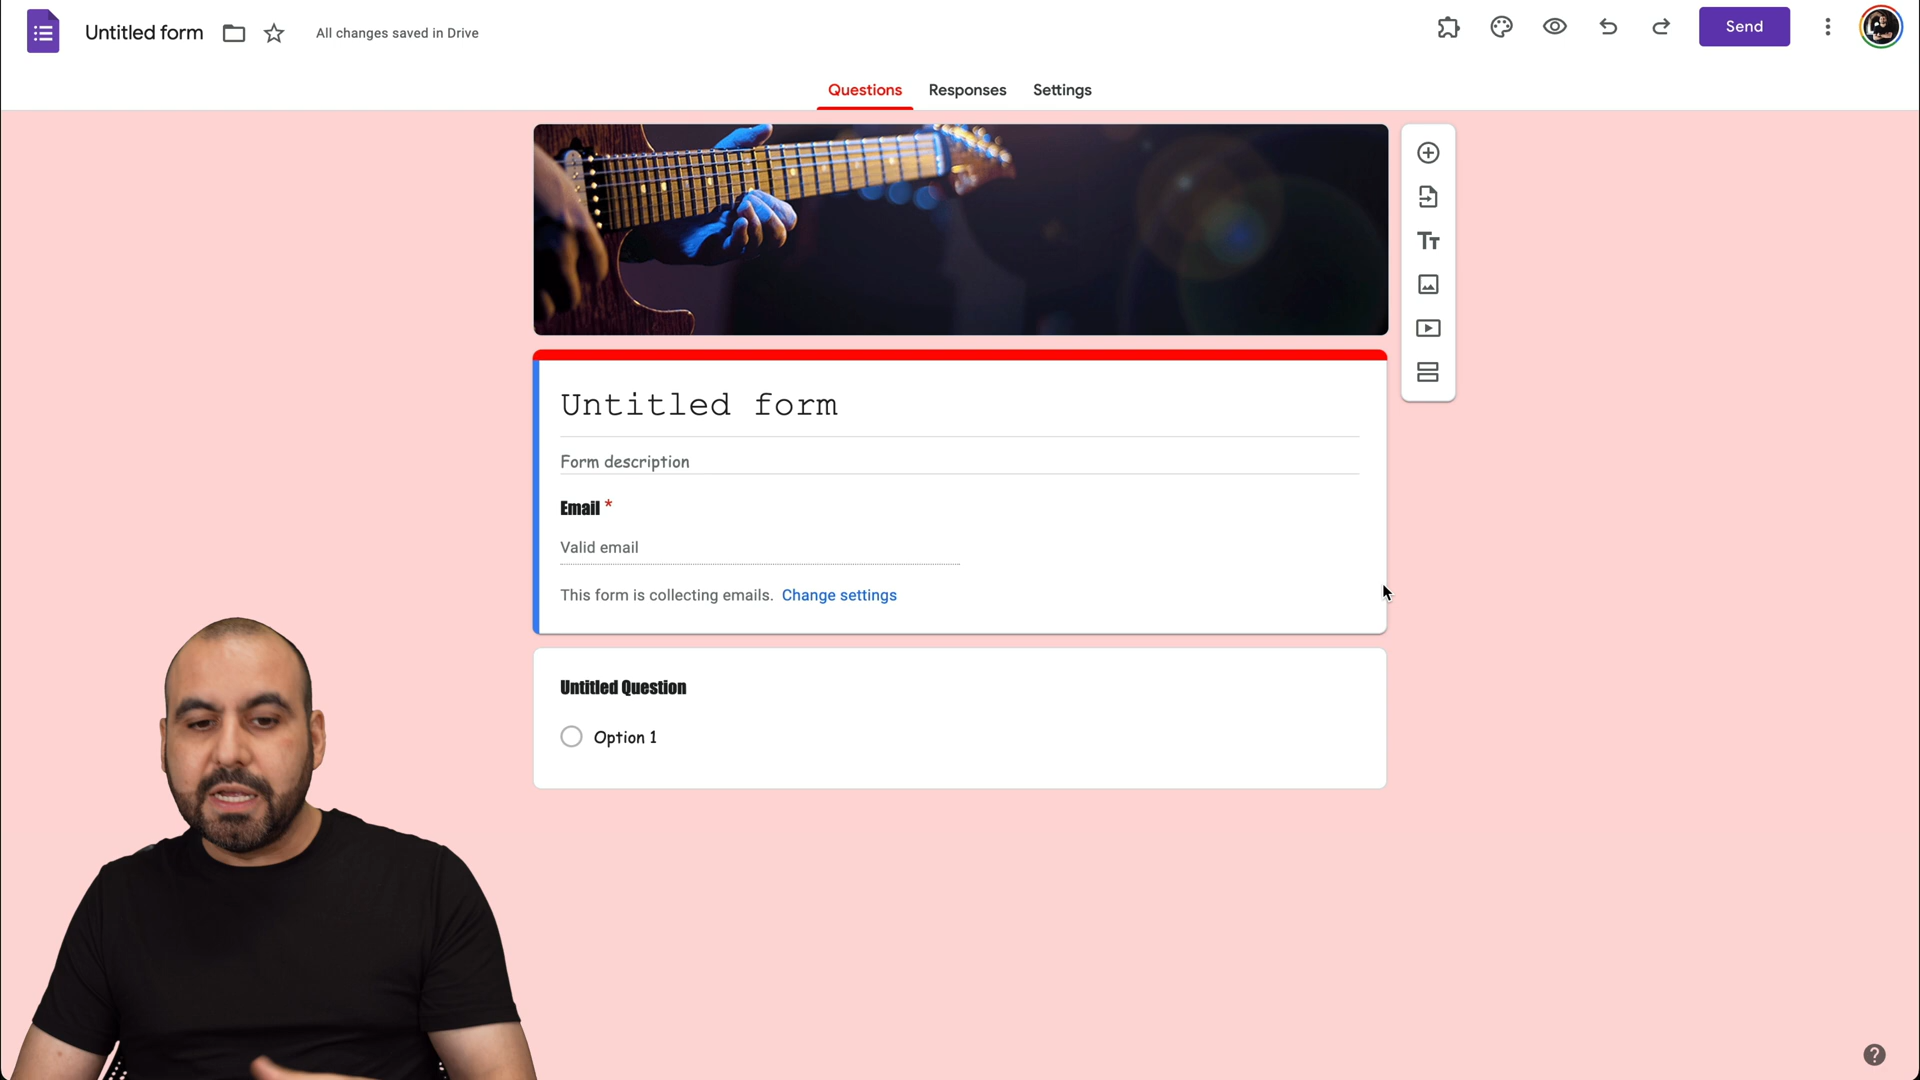 Untitled form
All changes saved in Drive
Send
Questions Responses Settings
Untitled form
Form description
Email *
Valid email
This form is collecting emails. Change settings
Untitled Question
Option 1